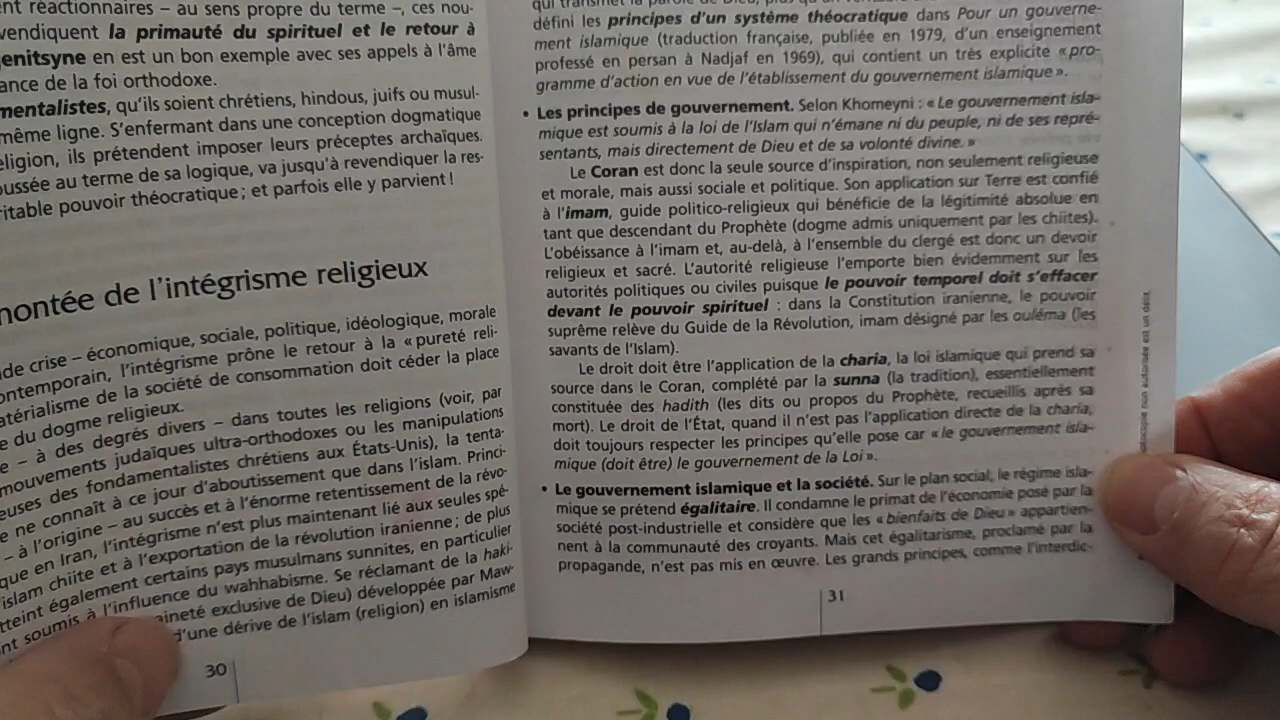 nt réactionnaires – au sens propre du terme –, ces nou-
vendiquent la primauté du spirituel et le retour à
enitsyne en est un bon exemple avec ses appels à l'âme
ance de la foi orthodoxe.
mentalistes, qu'ils soient chrétiens, hindous, juifs ou musul-
même ligne. S'enfermant dans une conception dogmatique
eligion, ils prétendent imposer leurs préceptes archaïques.
oussée au terme de sa logique, va jusqu'à revendiquer la res-
ritable pouvoir théocratique ; et parfois elle y parvient !
montée de l'intégrisme religieux
de crise – économique, sociale, politique, idéologique, morale
ontemporain, l'intégrisme prône le retour à la « pureté reli-
atérialisme de la société de consommation doit céder la place
e du dogme religieux.
e – à des degrés divers – dans toutes les religions (voir, par
mouvements judaïques ultra-orthodoxes ou les manipulations
euses des fondamentalistes chrétiens aux États-Unis), la tenta-
e ne connaît à ce jour d'aboutissement que dans l'islam. Princi-
– à l'origine – au succès et à l'énorme retentissement de la révo-
que en Iran, l'intégrisme n'est plus maintenant lié aux seules spé-
islam chiite et à l'exportation de la révolution iranienne ; de plus
tteint également certains pays musulmans sunnites, en particulier
nt soumis à l'influence du wahhabisme. Se réclamant de la haki-
aineté exclusive de Dieu) développée par Maw-
d'une dérive de l'islam (religion) en islamisme
30
défini les principes d'un système théocratique dans Pour un gouverne-
ment islamique (traduction française, publiée en 1979, d'un enseignement
professé en persan à Nadjaf en 1969), qui contient un très explicite « pro-
gramme d'action en vue de l'établissement du gouvernement islamique ».
• Les principes de gouvernement. Selon Khomeyni : « Le gouvernement isla-
mique est soumis à la loi de l'Islam qui n'émane ni du peuple, ni de ses repré-
sentants, mais directement de Dieu et de sa volonté divine. »
Le Coran est donc la seule source d'inspiration, non seulement religieuse
et morale, mais aussi sociale et politique. Son application sur Terre est confié
à l'imam, guide politico-religieux qui bénéficie de la légitimité absolue en
tant que descendant du Prophète (dogme admis uniquement par les chiites).
L'obéissance à l'imam et, au-delà, à l'ensemble du clergé est donc un devoir
religieux et sacré. L'autorité religieuse l'emporte bien évidemment sur les
autorités politiques ou civiles puisque le pouvoir temporel doit s'effacer
devant le pouvoir spirituel : dans la Constitution iranienne, le pouvoir
suprême relève du Guide de la Révolution, imam désigné par les ouléma (les
savants de l'Islam).
Le droit doit être l'application de la charia, la loi islamique qui prend sa
source dans le Coran, complété par la sunna (la tradition), essentiellement
constituée des hadith (les dits ou propos du Prophète, recueillis après sa
mort). Le droit de l'État, quand il n'est pas l'application directe de la charia,
doit toujours respecter les principes qu'elle pose car « le gouvernement isla-
mique (doit être) le gouvernement de la Loi ».
• Le gouvernement islamique et la société. Sur le plan social, le régime isla-
mique se prétend égalitaire. Il condamne le primat de l'économie posé par la
société post-industrielle et considère que les « bienfaits de Dieu » appartien-
nent à la communauté des croyants. Mais cet égalitarisme, proclamé par la
propagande, n'est pas mis en œuvre. Les grands principes, comme l'interdic-
31
non autorisée est un délit.